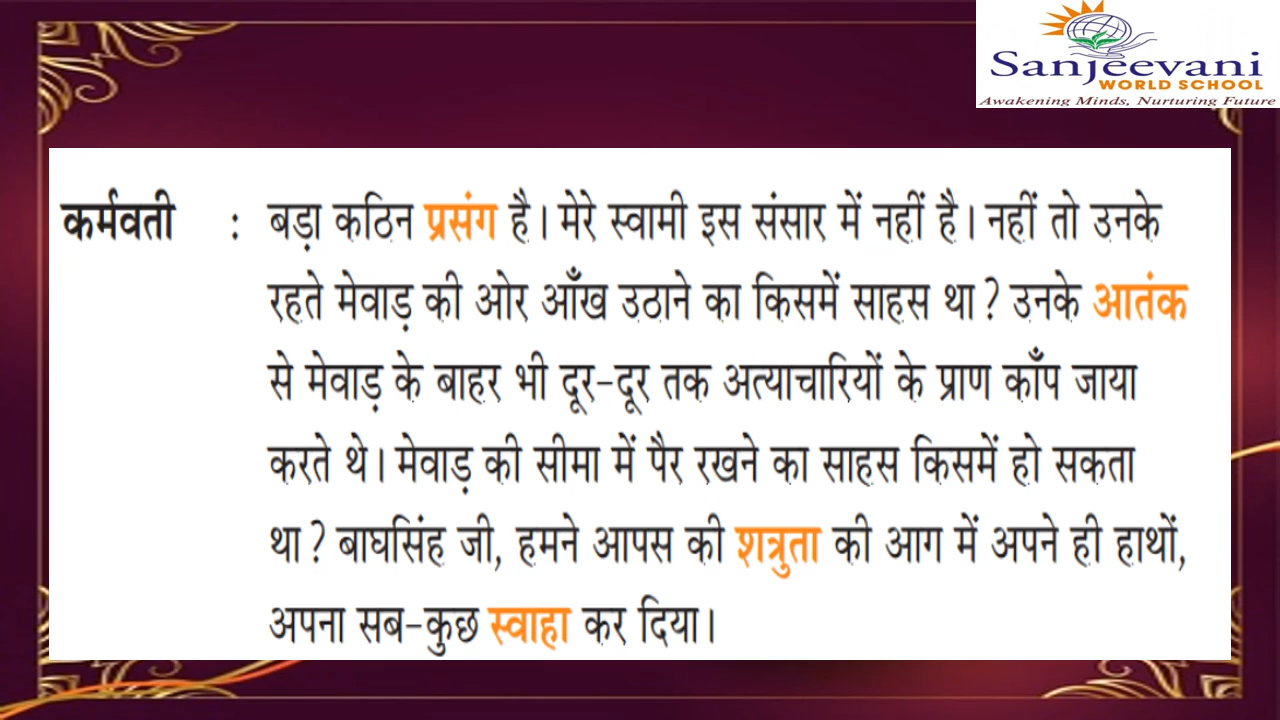 Sanjeevani
WORLD SCHOOL
Awakening Minds, Nurturing Future
कर्मवती : बड़ा कठिन प्रसंग है। मेरे स्वामी इस संसार में नहीं है। नहीं तो उनके
रहते मेवाड़ की ओर आँख उठाने का किसमें साहस था? उनके आतंक
से मेवाड़ के बाहर भी दूर-दूर तक अत्याचारियों के प्राण काँप जाया
करते थे। मेवाड़ की सीमा में पैर रखने का साहस किसमें हो सकता
था? बाघसिंह जी, हमने आपस की शत्रुता की आग में अपने ही हाथों,
अपना सब-कुछ स्वाहा कर दिया।